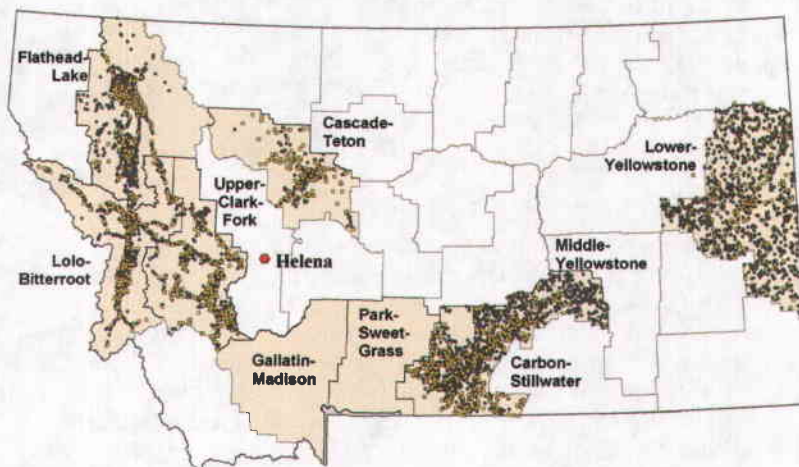 Flathead-
Lake
Cascade-
Teton
Lower-
Yellowstone
Upper-
Clark-
Fork
Middle-
Yellowstone
Lolo-
Bitterroot
Helena
Park-
Sweet-
Grass
Gallatin-
Madison
Carbon-
Stillwater